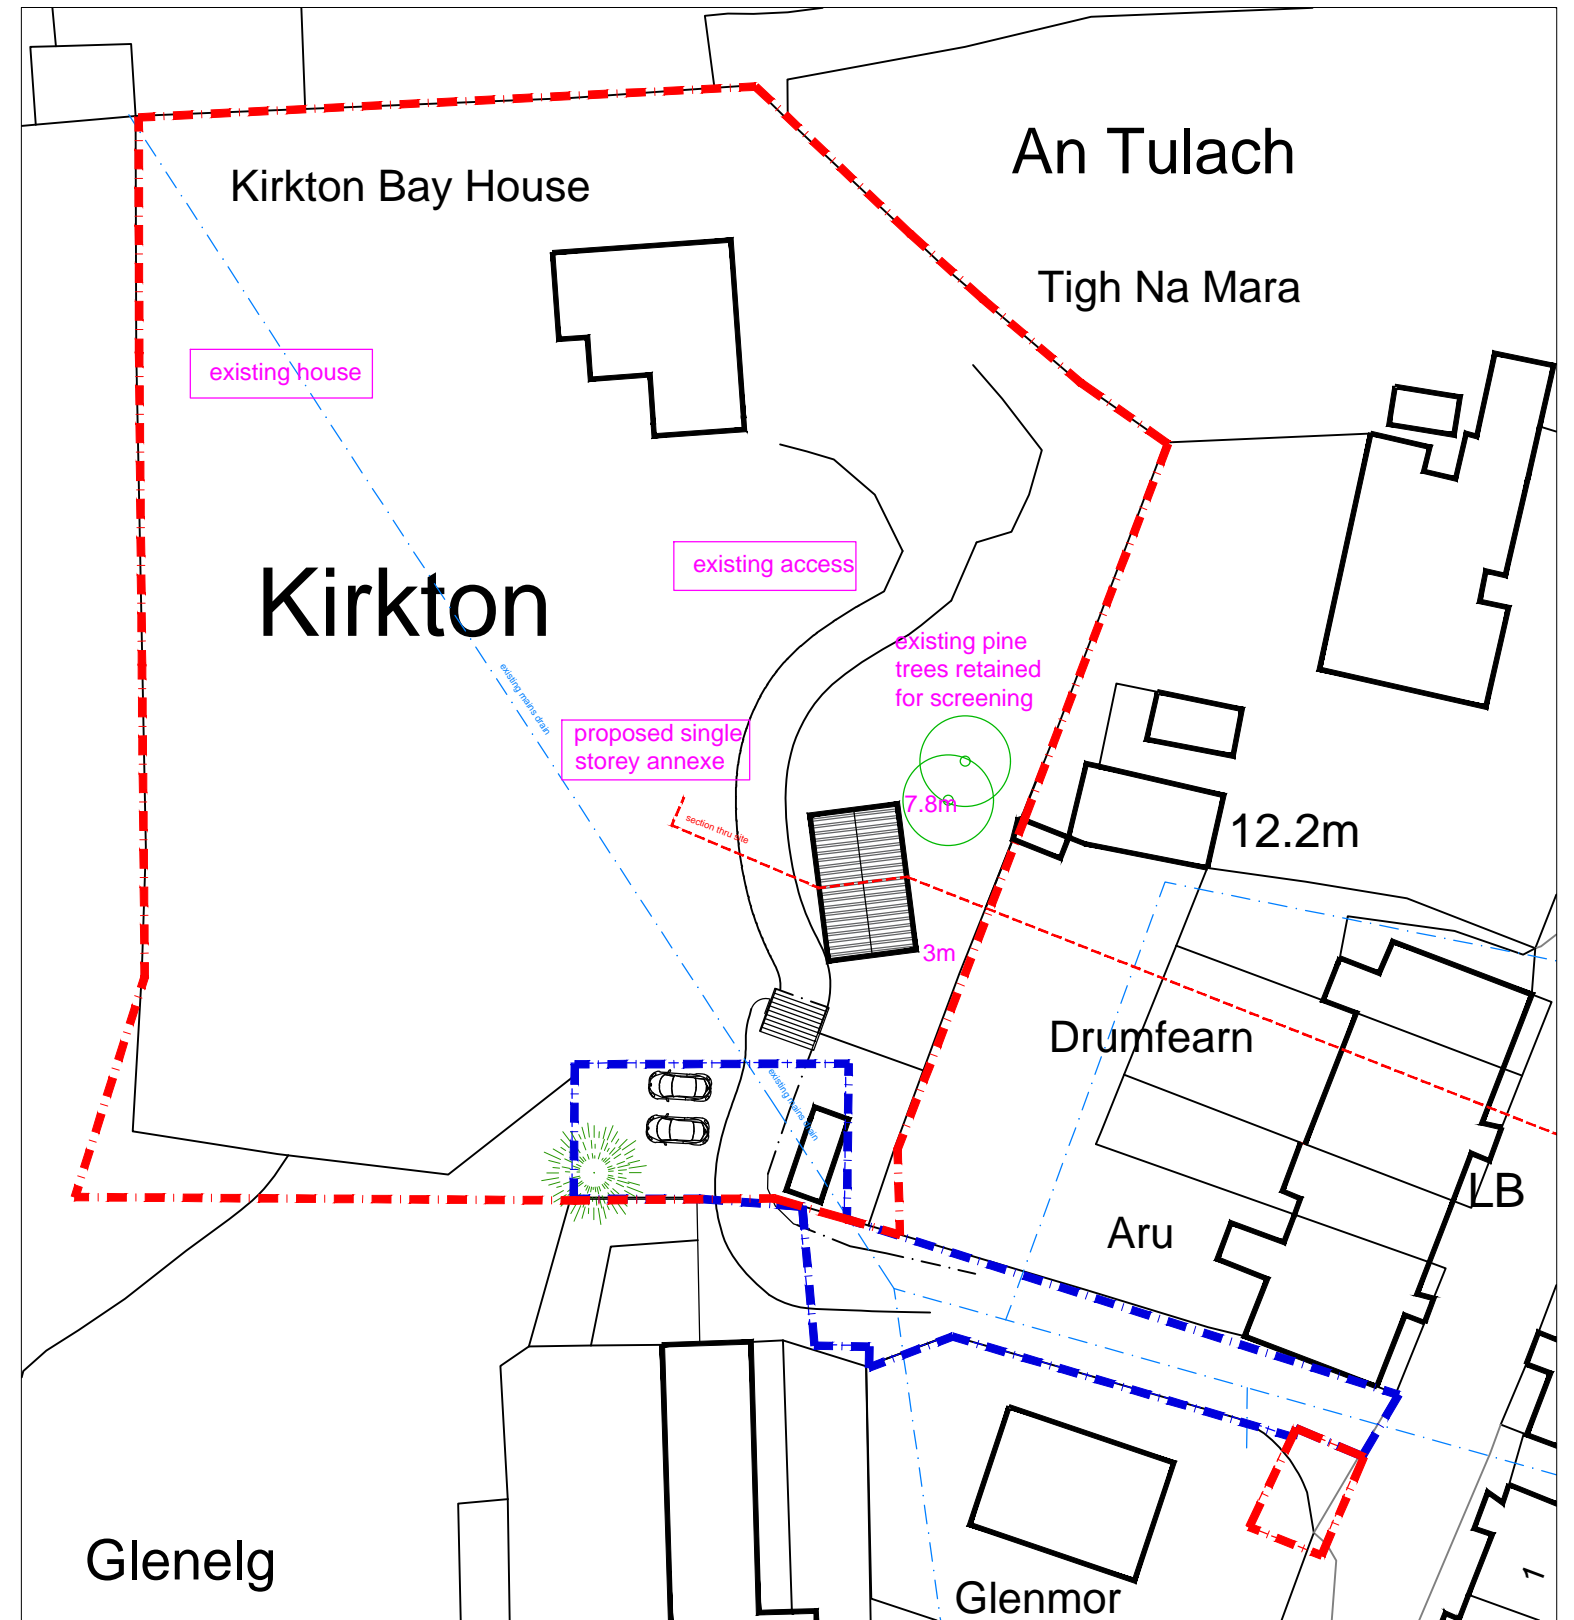 An Tulach
Kirkton Bay House
Tigh Na Mara
existing house
existing access
Kirkton
existing pine
trees retained
for screening
existing mains drain
proposed single
storey annexe
7.8m
section thru site
12.2m
3m
Drumfearn
existing mains drain
LB
Aru
Glenelg
Glenmor
1